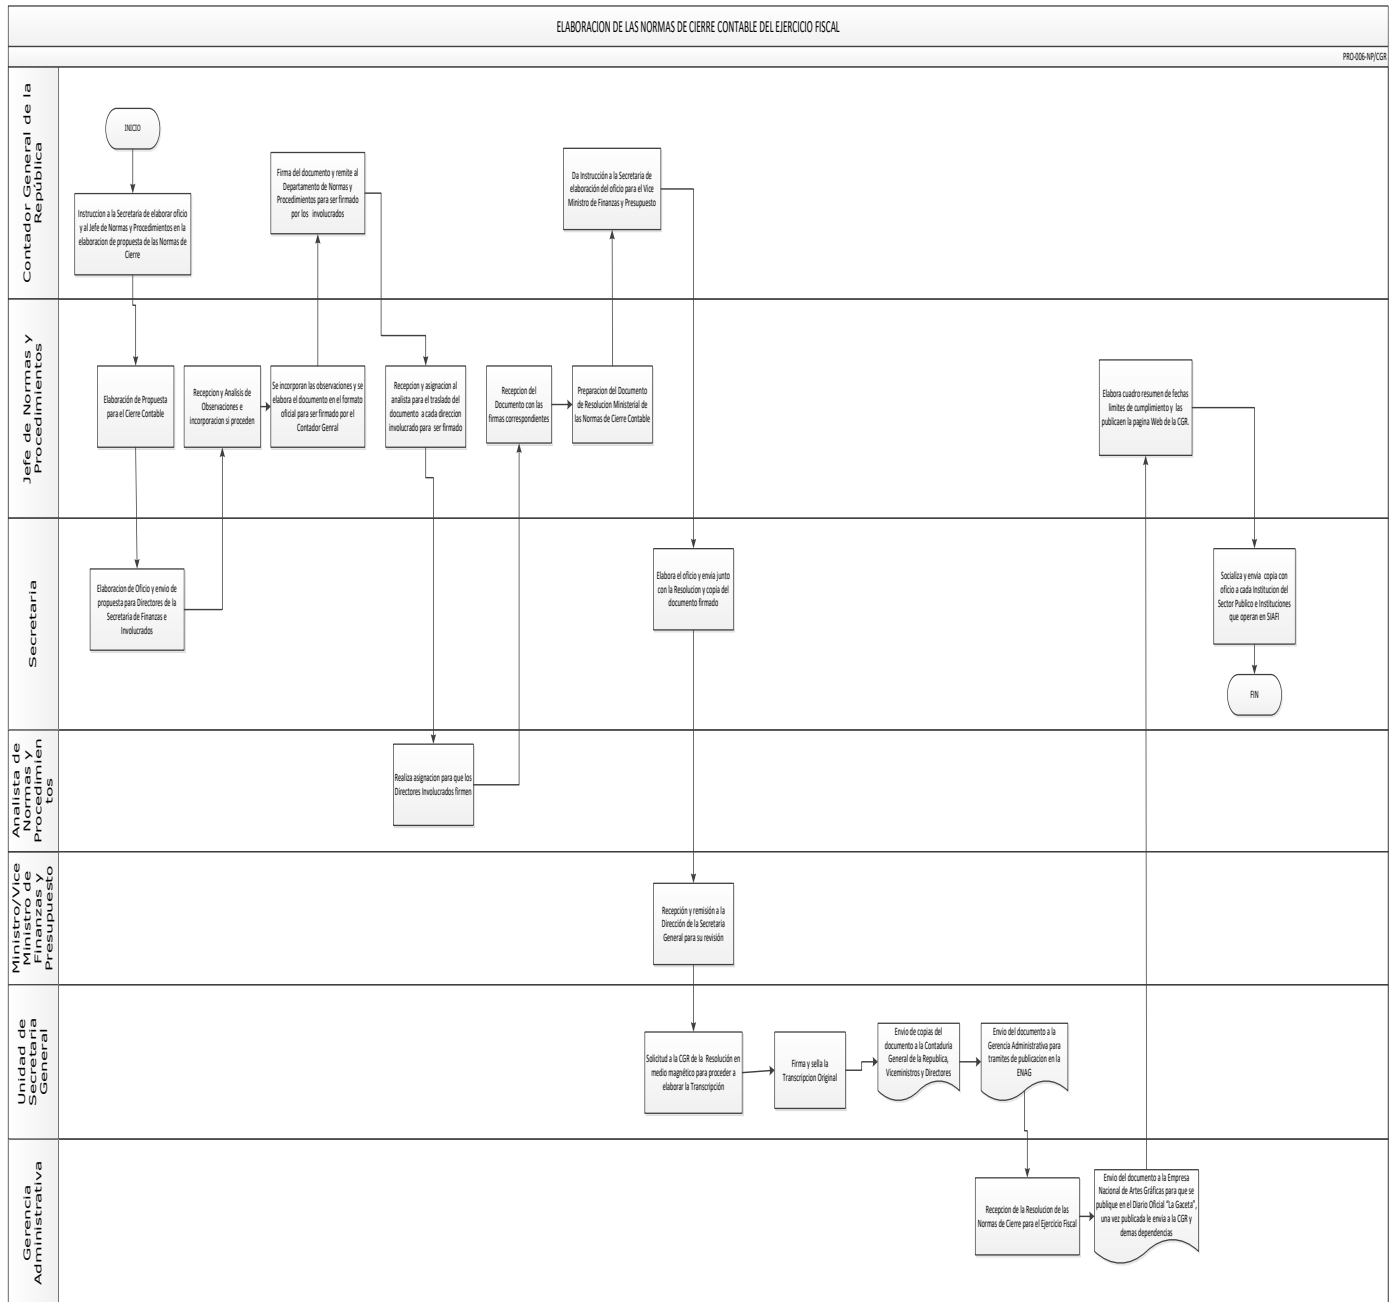 ELABORACION DE LAS NORMAS DE CIERRE CONTABLE DEL EJERCICIO FISCAL
PRO-006-NP/CGR
Contador General de la
República
INICIO
Instruccion a la Secretaria de elaborar oficio
y al Jefe de Normas y Procedimientos en la
elaboracion de propuesta de las Normas de
Cierre
Firma del documento y remite al
Departamento de Normas y
Procedimientos para ser firmado
por los involucrados
Da Instrucción a la Secretaria de
elaboración del oficio para el Vice
Ministro de Finanzas y Presupuesto
Jefe de Normas y
Procedimientos
Elaboración de Propuesta
para el Cierre Contable
Recepcion y Analisis de
Observaciones e
incorporacion si proceden
Se incorporan las observaciones y se
elabora el documento en el formato
oficial para ser firmado por el
Contador Genral
Recepcion y asignacion al
analista para el traslado del
documento a cada direccion
involucrado para ser firmado
Recepcion del
Documento con las
firmas correspondientes
Preparacion del Documento
de Resolucion Ministerial de
las Normas de Cierre Contable
Elabora cuadro resumen de fechas
limites de cumplimiento y las
publicaen la pagina Web de la CGR.
Secretaria
Elaboracion de Oficio y envio de
propuesta para Directores de la
Secretaria de Finanzas e
Involucrados
Elabora el oficio y envia junto
con la Resolucion y copia del
documento firmado
Socializa y envia copia con
oficio a cada Institucion del
Sector Publico e Instituciones
que operan en SIAFI
FIN
Analista de
Normas y
Procedimien
tos
Realiza asignacion para que los
Directores Involucrados firmen
Ministro/Vice
Ministro de
Finanzas y
Presupuesto
Recepción y remisión a la
Dirección de la Secretaria
General para su revisión
Unidad de
Secretaria
General
Solicitud a la CGR de la Resolución en
medio magnético para proceder a
elaborar la Transcripción
Firma y sella la
Transcripcion Original
Envio de copias del
documento a la Contaduria
General de la Republica,
Viceministros y Directores
Envio del documento a la
Gerencia Administrativa para
tramites de publicacion en la
ENAG
Gerencia
Administrativa
Recepcion de la Resolucion de las
Normas de Cierre para el Ejercicio Fiscal
Envio del documento a la Empresa
Nacional de Artes Gráficas para que se
publique en el Diario Oficial "La Gaceta",
una vez publicada le envia a la CGR y
demas dependencias